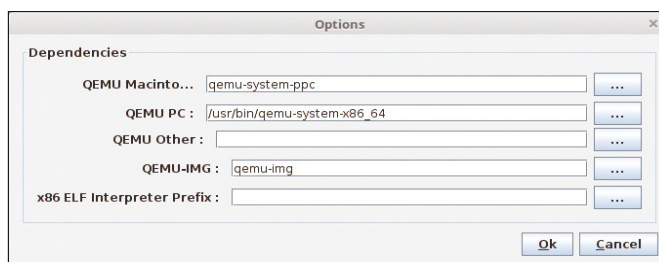 Options ×
Dependencies
QEMU Macinto... qemu-system-ppc ...
QEMU PC : /usr/bin/qemu-system-x86_64 ...
QEMU Other : ...
QEMU-IMG : qemu-img ...
x86 ELF Interpreter Prefix : ...
Ok Cancel